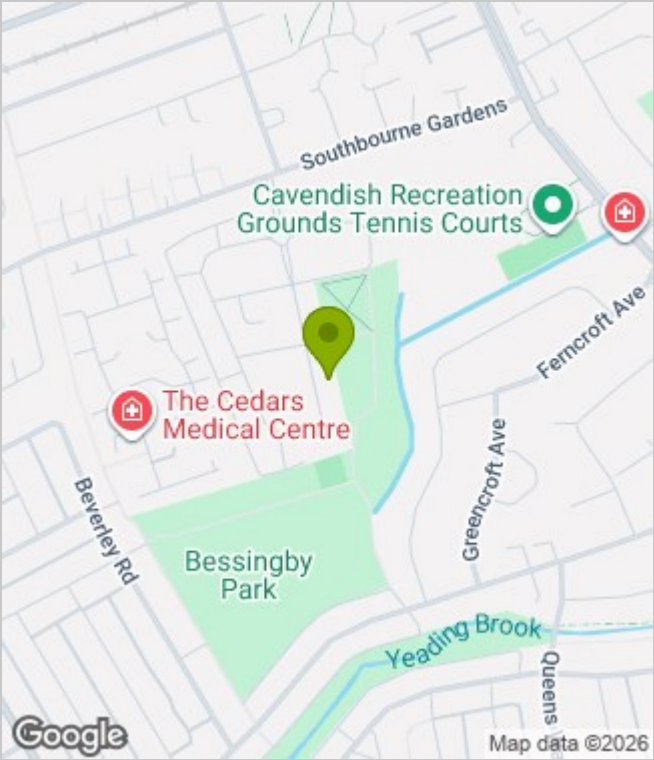 Southbourne Gardens
Cavendish Recreation
Grounds Tennis Courts
Ferncroft Ave
The Cedars
Medical Centre
Greencroft Ave
Beverley Rd
Bessingby
Park
Yeading Brook
Queens
Google
Map data ©2026